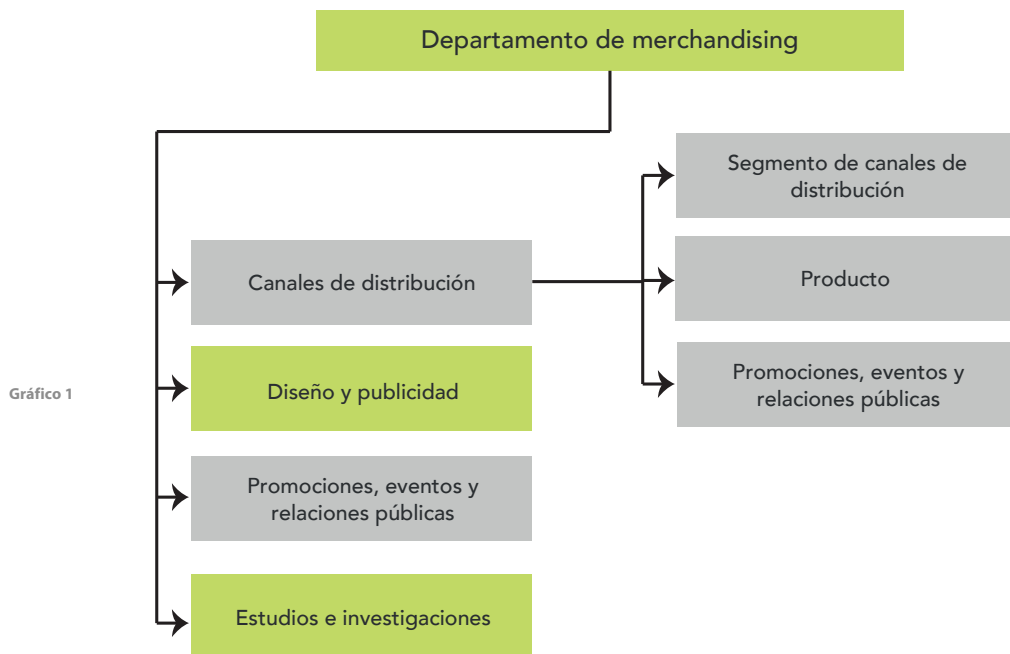 Departamento de merchandising
Canales de distribución
Diseño y publicidad
Promociones, eventos y
relaciones públicas
Estudios e investigaciones
Segmento de canales de
distribución
Producto
Promociones, eventos y
relaciones públicas
Gráfico 1